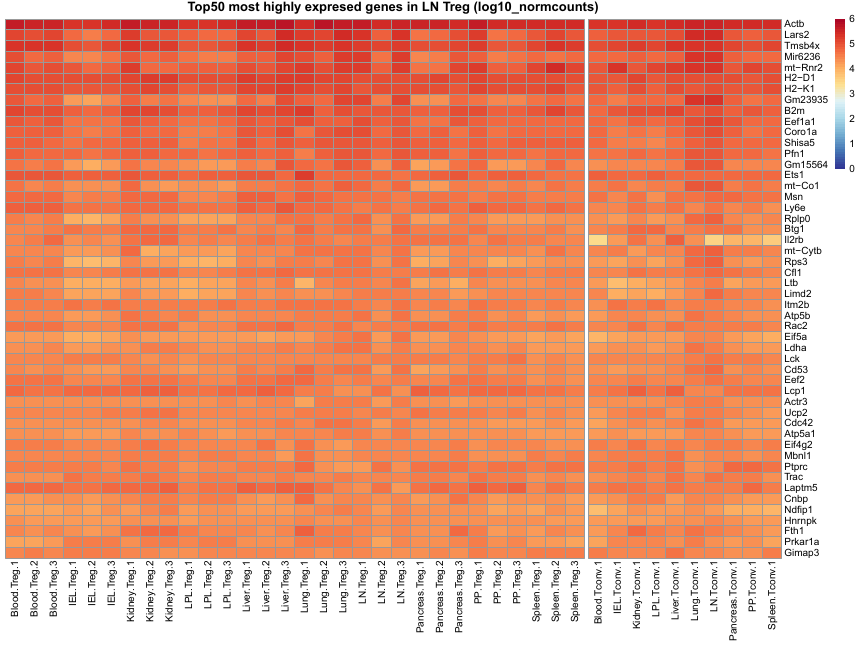 Top50 most highly expresed genes in LN Treg (log10_normcounts)
Actb
Lars2
Tmsb4x
Mir6236
mt−Rnr2
H2−D1
H2−K1
Gm23935
B2m
Eef1a1
Coro1a
Shisa5
Pfn1
Gm15564
Ets1
mt−Co1
Msn
Ly6e
Rplp0
Btg1
Il2rb
mt−Cytb
Rps3
Cfl1
Ltb
Limd2
Itm2b
Atp5b
Rac2
Eif5a
Ldha
Lck
Cd53
Eef2
Lcp1
Actr3
Ucp2
Cdc42
Atp5a1
Eif4g2
Mbnl1
Ptprc
Trac
Laptm5
Cnbp
Ndfip1
Hnrnpk
Fth1
Prkar1a
Gimap3
6
5
4
3
2
1
0
Blood.Treg.1
Blood.Treg.2
Blood.Treg.3
IEL.Treg.1
IEL.Treg.2
IEL.Treg.3
Kidney.Treg.1
Kidney.Treg.2
Kidney.Treg.3
LPL.Treg.1
LPL.Treg.2
LPL.Treg.3
Liver.Treg.1
Liver.Treg.2
Liver.Treg.3
Lung.Treg.1
Lung.Treg.2
Lung.Treg.3
LN.Treg.1
LN.Treg.2
LN.Treg.3
Pancreas.Treg.1
Pancreas.Treg.2
Pancreas.Treg.3
PP.Treg.1
PP.Treg.2
PP.Treg.3
Spleen.Treg.1
Spleen.Treg.2
Spleen.Treg.3
Blood.Tconv.1
IEL.Tconv.1
Kidney.Tconv.1
LPL.Tconv.1
Liver.Tconv.1
Lung.Tconv.1
LN.Tconv.1
Pancreas.Tconv.1
PP.Tconv.1
Spleen.Tconv.1